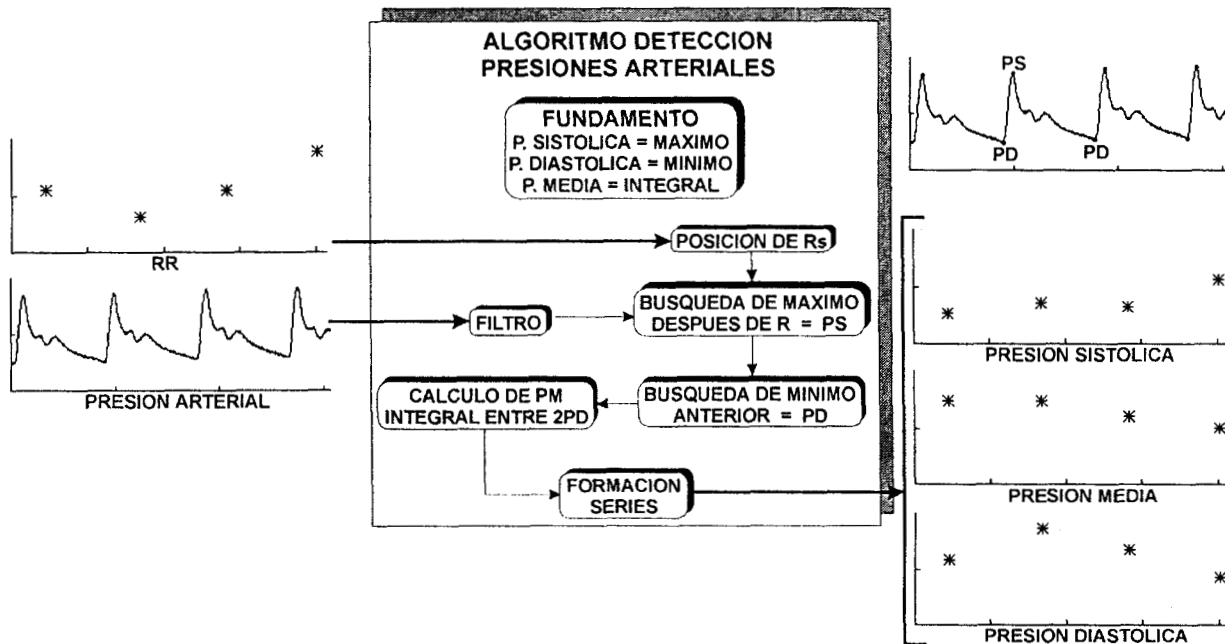 ALGORITMO DETECCION
PRESIONES ARTERIALES
FUNDAMENTO
P. SISTOLICA = MAXIMO
P. DIASTOLICA = MINIMO
P. MEDIA = INTEGRAL
RR
PRESION ARTERIAL
POSICION DE Rs
FILTRO
BUSQUEDA DE MAXIMO
DESPUES DE R = PS
BUSQUEDA DE MINIMO
ANTERIOR = PD
CALCULO DE PM
INTEGRAL ENTRE 2PD
FORMACION
SERIES
PS
PD
PD
PRESION SISTOLICA
PRESION MEDIA
PRESION DIASTOLICA